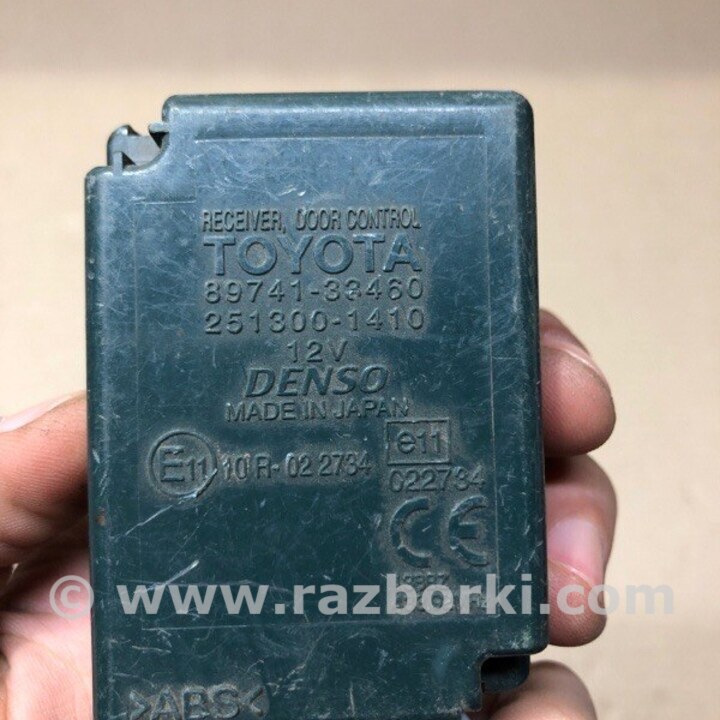 RECEIVER, DOOR CONTROL
TOYOTA
89741-33460
251300-1410
12V
DENSO
MADE IN JAPAN
E11 10 R- 02 2734
e11
022734
CE
© www.razborki.com
>ABS<